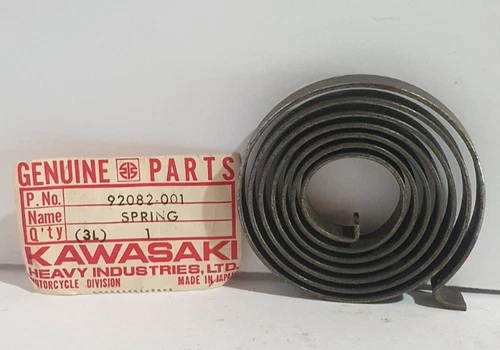 GENUINE PARTS
P.No. 92082-001
Name SPRING
Q'ty (3L) 1
KAWASAKI
HEAVY INDUSTRIES, LTD.
MOTORCYCLE DIVISION MADE IN JAPAN